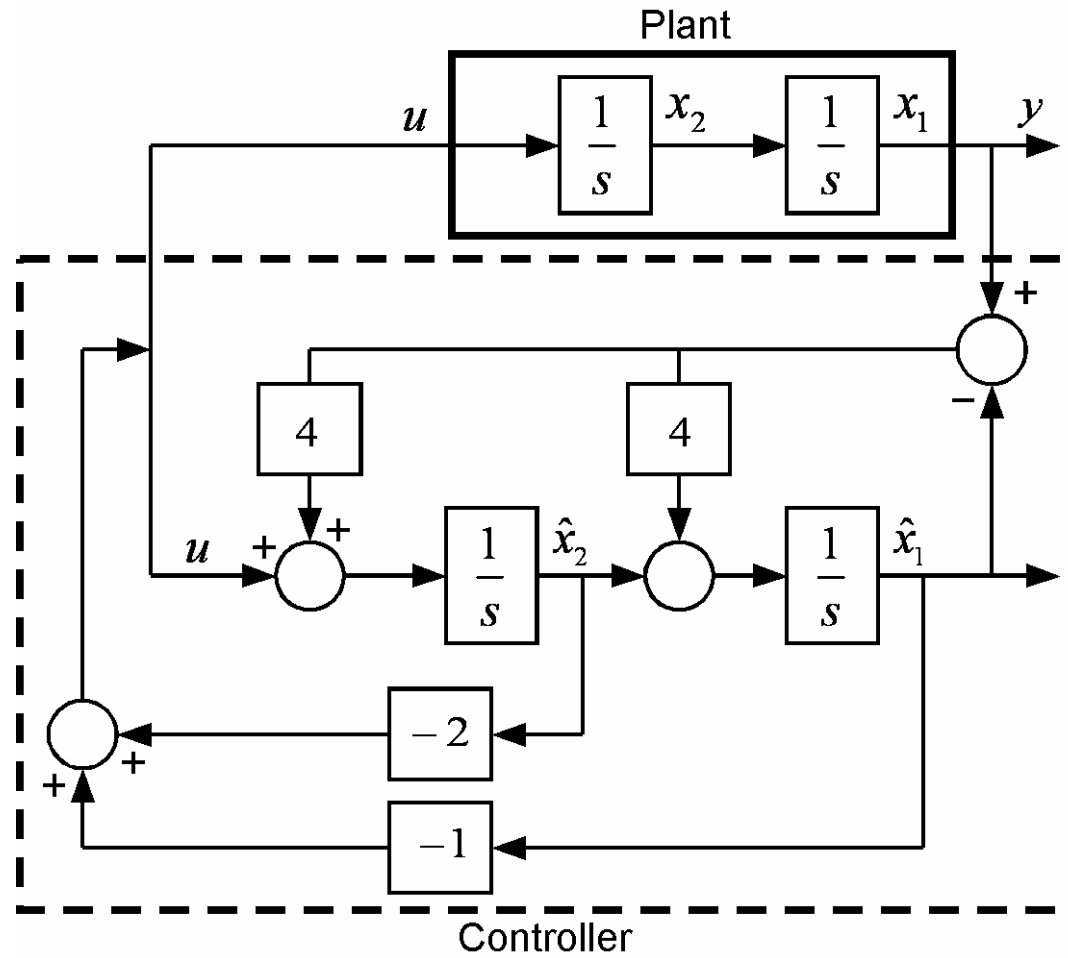 Plant
u
1
s
x₂
1
s
x₁
y
+
4
4
−
u
+
+
1
s
x̂₂
1
s
x̂₁
− 2
+
+
−1
Controller